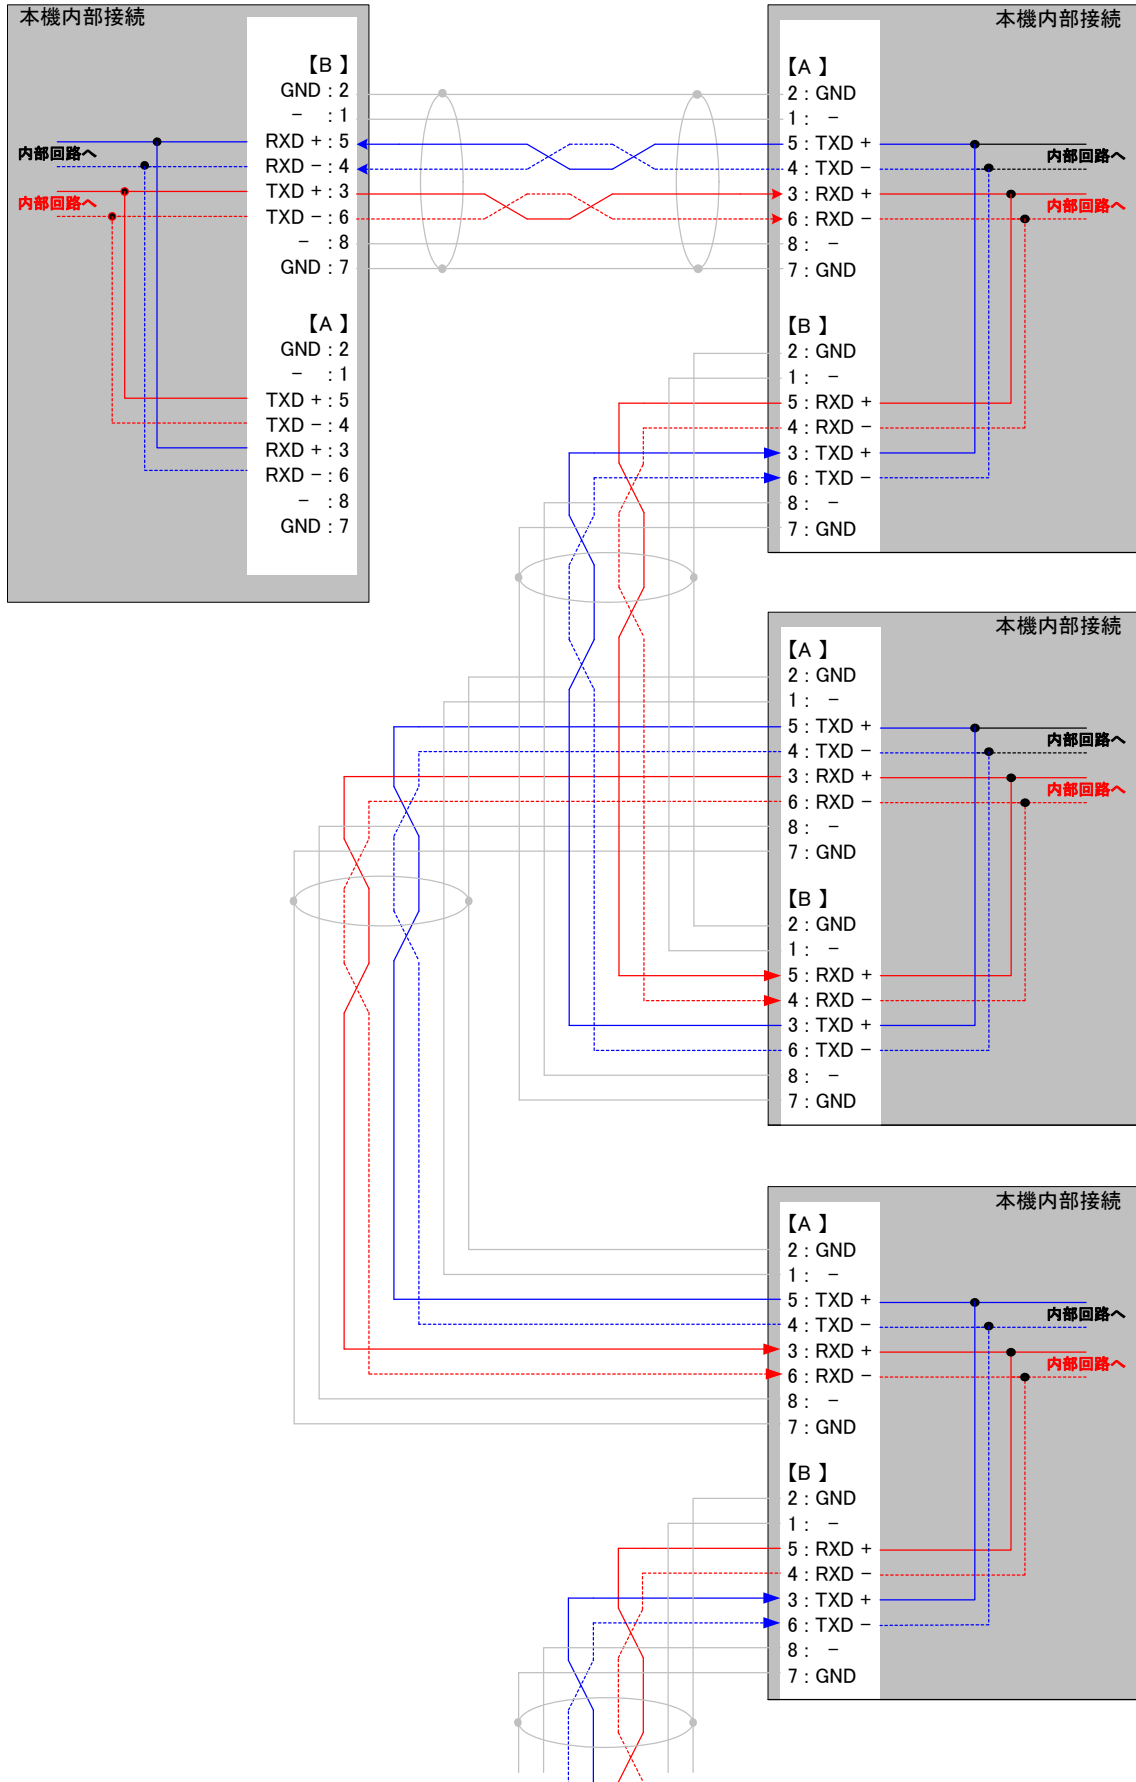 本機内部接続
【B 】
GND : 2
− : 1
RXD + : 5
RXD − : 4
TXD + : 3
TXD − : 6
− : 8
GND : 7
内部回路へ
内部回路へ
【A 】
GND : 2
− : 1
TXD + : 5
TXD − : 4
RXD + : 3
RXD − : 6
− : 8
GND : 7
本機内部接続
【A 】
2 : GND
1 : −
5 : TXD +
4 : TXD −
3 : RXD +
6 : RXD −
8 : −
7 : GND
内部回路へ
内部回路へ
【B 】
2 : GND
1 : −
5 : RXD +
4 : RXD −
3 : TXD +
6 : TXD −
8 : −
7 : GND
本機内部接続
【A 】
2 : GND
1 : −
5 : TXD +
4 : TXD −
3 : RXD +
6 : RXD −
8 : −
7 : GND
内部回路へ
内部回路へ
【B 】
2 : GND
1 : −
5 : RXD +
4 : RXD −
3 : TXD +
6 : TXD −
8 : −
7 : GND
本機内部接続
【A 】
2 : GND
1 : −
5 : TXD +
4 : TXD −
3 : RXD +
6 : RXD −
8 : −
7 : GND
内部回路へ
内部回路へ
【B 】
2 : GND
1 : −
5 : RXD +
4 : RXD −
3 : TXD +
6 : TXD −
8 : −
7 : GND